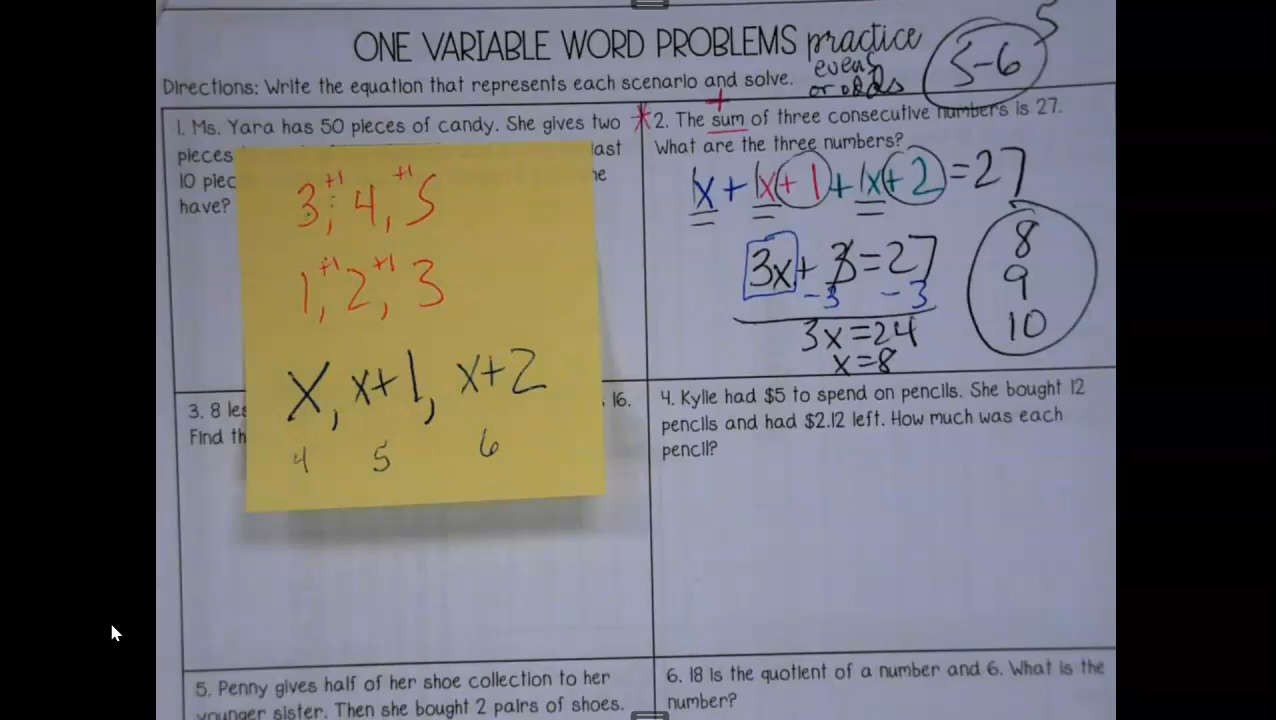 ONE VARIABLE WORD PROBLEMS practice
5-6
5
evens
or odds
Directions: Write the equation that represents each scenario and solve.
1. Ms. Yara has 50 pieces of candy. She gives two
pieces
last
10 piec
he
have?
3, 4, 5
+1 +1
1, 2, 3
+1 +1
x, x+1, x+2
4 5 6
* 2. The sum of three consecutive numbers is 27.
+
What are the three numbers?
1x + 1x + 1 + 1x + 2 = 27
3x + 3 = 27
-3 -3
3x = 24
x = 8
8
9
10
3. 8 les
16.
Find th
4. Kylie had $5 to spend on pencils. She bought 12
pencils and had $2.12 left. How much was each
pencil?
5. Penny gives half of her shoe collection to her
younger sister. Then she bought 2 pairs of shoes.
6. 18 is the quotient of a number and 6. What is the
number?